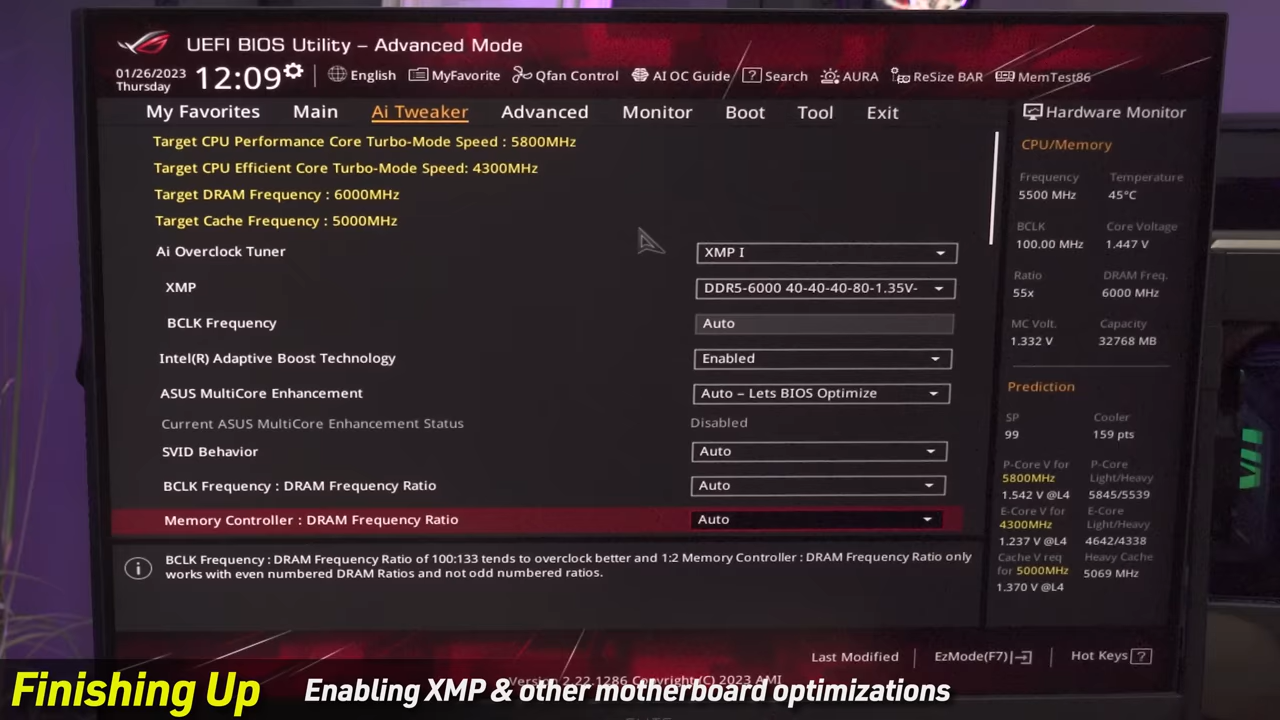 UEFI BIOS Utility – Advanced Mode
01/26/2023
Thursday
12:09
English
MyFavorite
Qfan Control
AI OC Guide
? Search
AURA
ReSize BAR
MemTest86
My Favorites
Main
Ai Tweaker
Advanced
Monitor
Boot
Tool
Exit
Target CPU Performance Core Turbo-Mode Speed : 5800MHz
Target CPU Efficient Core Turbo-Mode Speed: 4300MHz
Target DRAM Frequency : 6000MHz
Target Cache Frequency : 5000MHz
Ai Overclock Tuner XMP I
XMP DDR5-6000 40-40-40-80-1.35V-
BCLK Frequency Auto
Intel(R) Adaptive Boost Technology Enabled
ASUS MultiCore Enhancement Auto – Lets BIOS Optimize
Current ASUS MultiCore Enhancement Status Disabled
SVID Behavior Auto
BCLK Frequency : DRAM Frequency Ratio Auto
Memory Controller : DRAM Frequency Ratio Auto
i
BCLK Frequency : DRAM Frequency Ratio of 100:133 tends to overclock better and 1:2 Memory Controller : DRAM Frequency Ratio only
works with even numbered DRAM Ratios and not odd numbered ratios.
Hardware Monitor
CPU/Memory
Frequency Temperature
5500 MHz 45°C
BCLK Core Voltage
100.00 MHz 1.447 V
Ratio DRAM Freq.
55x 6000 MHz
MC Volt. Capacity
1.332 V 32768 MB
Prediction
SP Cooler
99 159 pts
P-Core V for P-Core
5800MHz Light/Heavy
1.542 V @L4 5845/5539
E-Core V for E-Core
4300MHz Light/Heavy
1.237 V @L4 4642/4338
Cache V req Heavy Cache
for 5000MHz 5069 MHz
1.370 V @L4
Last Modified
EzMode(F7)
Hot Keys ?
Version 2.22.1286 Copyright (C) 2023 AMI
Finishing Up
Enabling XMP & other motherboard optimizations